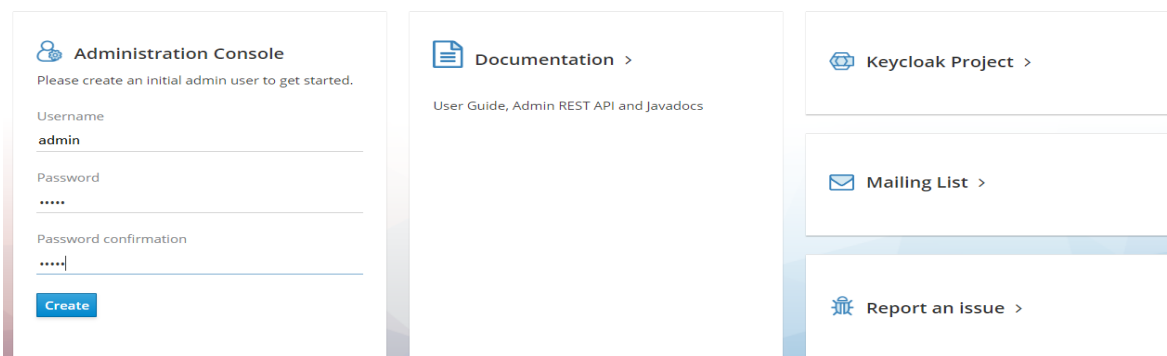 Administration Console
Please create an initial admin user to get started.
Username
admin
Password
•••••
Password confirmation
•••••
Create
Documentation >
User Guide, Admin REST API and Javadocs
Keycloak Project >
Mailing List >
Report an issue >